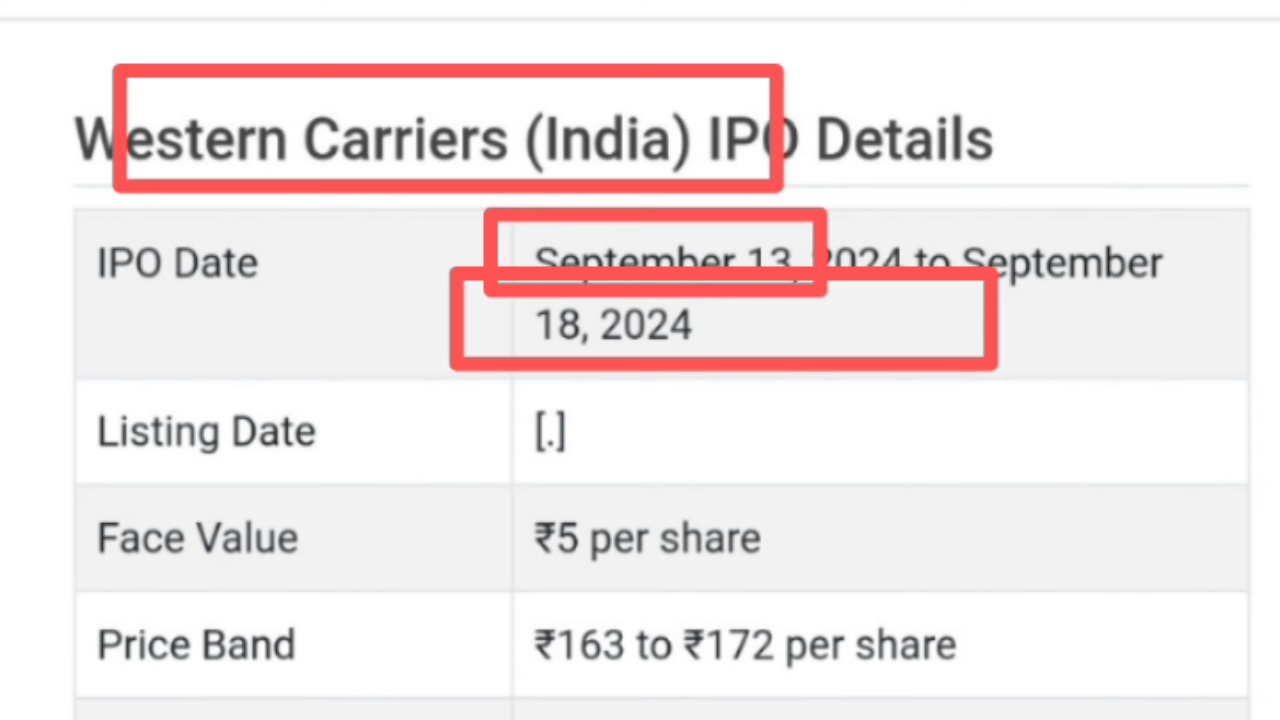 Western Carriers (India) IPO Details
IPO Date September 13, 2024 to September
18, 2024
Listing Date [.]
Face Value ₹5 per share
Price Band ₹163 to ₹172 per share